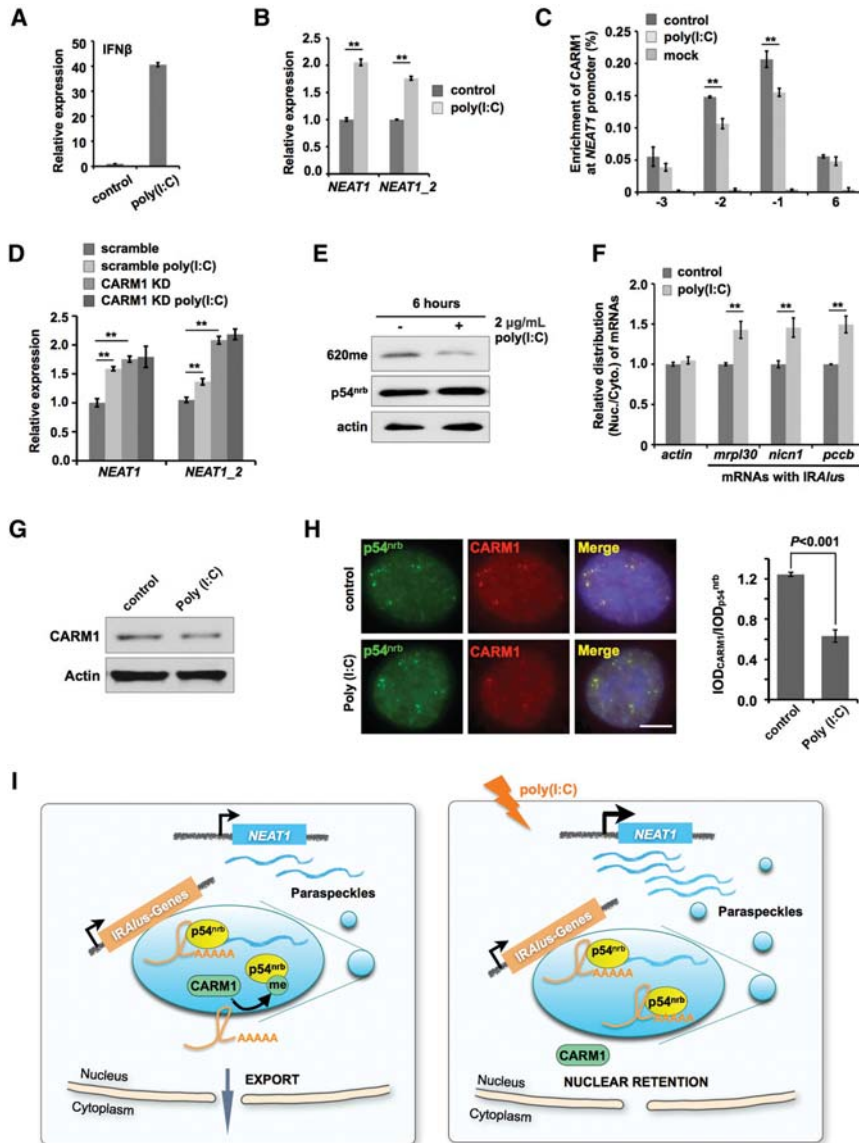 A
IFNβ
Relative expression
50
40
30
20
10
0
control
poly(I:C)
B
Relative expression
2.5
2.0
1.5
1.0
0.5
0
**
**
NEAT1
NEAT1_2
control
poly(I:C)
C
Enrichment of CARM1
at NEAT1 promoter (%)
0.25
0.20
0.15
0.10
0.05
0
**
**
control
poly(I:C)
mock
-3
-2
-1
6
D
scramble
scramble poly(I:C)
CARM1 KD
CARM1 KD poly(I:C)
Relative expression
2.5
2.0
1.5
1.0
0.5
0.0
**
**
**
**
NEAT1
NEAT1_2
E
6 hours
- + 2 µg/mL
poly(I:C)
620me
p54nrb
actin
F
control
poly(I:C)
Relative distribution
(Nuc./Cyto.) of mRNAs
2.0
1.5
1.0
0.5
0
**
**
**
actin
mrpl30
nicn1
pccb
mRNAs with IRAlus
G
control
Poly (I:C)
CARM1
Actin
H
p54nrb
CARM1
Merge
control
p54nrb
CARM1
Merge
Poly (I:C)
P<0.001
IODCARM1/IODp54nrb
1.2
0.9
0.6
0.3
0
control
Poly (I:C)
I
NEAT1
Paraspeckles
IRAlus-Genes
p54nrb
AAAAA
p54nrb
CARM1
me
AAAAA
EXPORT
Nucleus
Cytoplasm
poly(I:C)
NEAT1
Paraspeckles
IRAlus-Genes
p54nrb
AAAAA
p54nrb
AAAAA
CARM1
NUCLEAR RETENTION
Nucleus
Cytoplasm